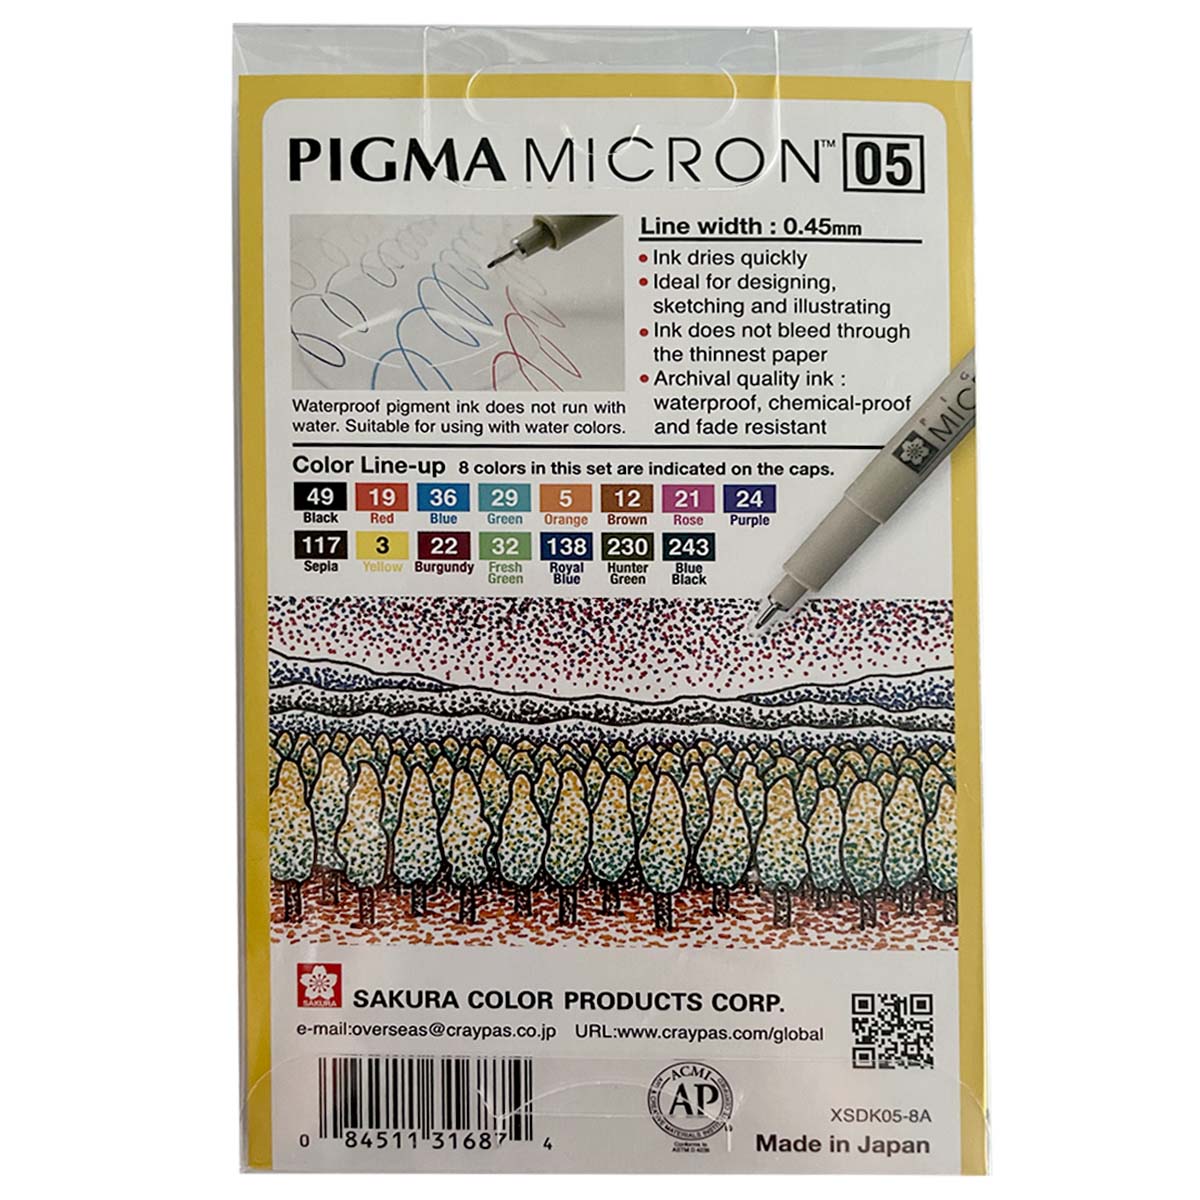 PIGMA MICRON™ 05
Line width : 0.45mm
• Ink dries quickly
• Ideal for designing,
sketching and illustrating
• Ink does not bleed through
the thinnest paper
• Archival quality ink :
waterproof, chemical-proof
and fade resistant
Waterproof pigment ink does not run with
water. Suitable for using with water colors.
MICR
Color Line-up 8 colors in this set are indicated on the caps.
49 19 36 29 5 12 21 24
Black Red Blue Green Orange Brown Rose Purple
117 3 22 32 138 230 243
Sepia Yellow Burgundy Fresh Green Royal Blue Hunter Green Blue Black
SAKURA
SAKURA COLOR PRODUCTS CORP.
e-mail:overseas@craypas.co.jp URL:www.craypas.com/global
0 84511 31687 4
ACMI
AP
Conforms to
ASTM D 4236
XSDK05-8A
Made in Japan